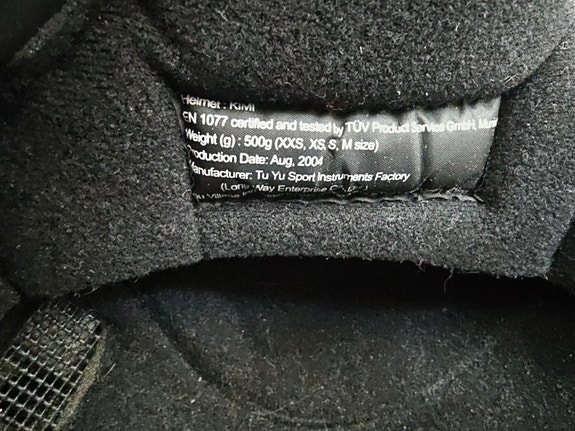 Helmet : KIMI
EN 1077 certified and tested by TÜV Product Service GmbH,
Weight (g) : 500g (XXS, XS, S, M size)
Production Date: Aug, 2004
Manufacturer: Tu Yu Sport Instruments Factory
(Long Way Enterprise